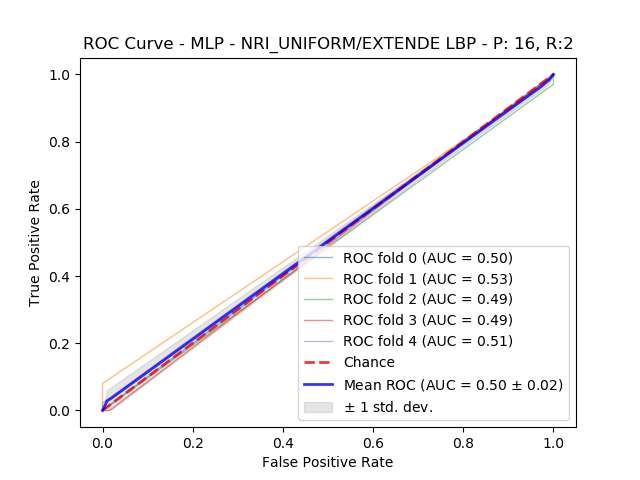 ROC Curve - MLP - NRI_UNIFORM/EXTENDE LBP - P: 16, R:2
1.0
0.8
0.6
0.4
0.2
0.0
True Positive Rate
ROC fold 0 (AUC = 0.50)
ROC fold 1 (AUC = 0.53)
ROC fold 2 (AUC = 0.49)
ROC fold 3 (AUC = 0.49)
ROC fold 4 (AUC = 0.51)
Chance
Mean ROC (AUC = 0.50 ± 0.02)
± 1 std. dev.
0.0 0.2 0.4 0.6 0.8 1.0
False Positive Rate